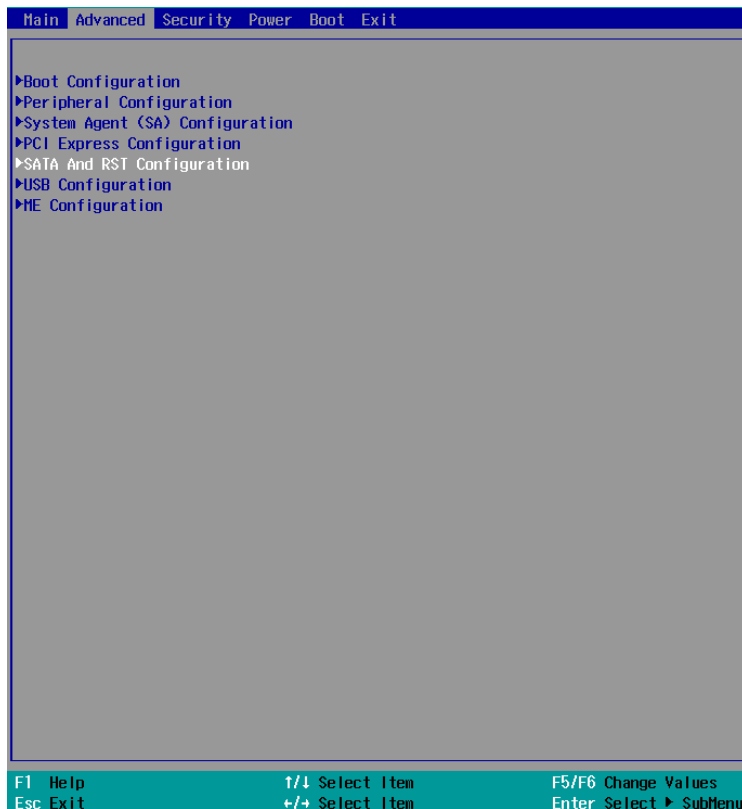 Main Advanced Security Power Boot Exit
▶Boot Configuration
▶Peripheral Configuration
▶System Agent (SA) Configuration
▶PCI Express Configuration
▶SATA And RST Configuration
▶USB Configuration
▶ME Configuration
F1 Help ↑/↓ Select Item F5/F6 Change Values
Esc Exit ←/→ Select Item Enter Select ▶ SubMenu